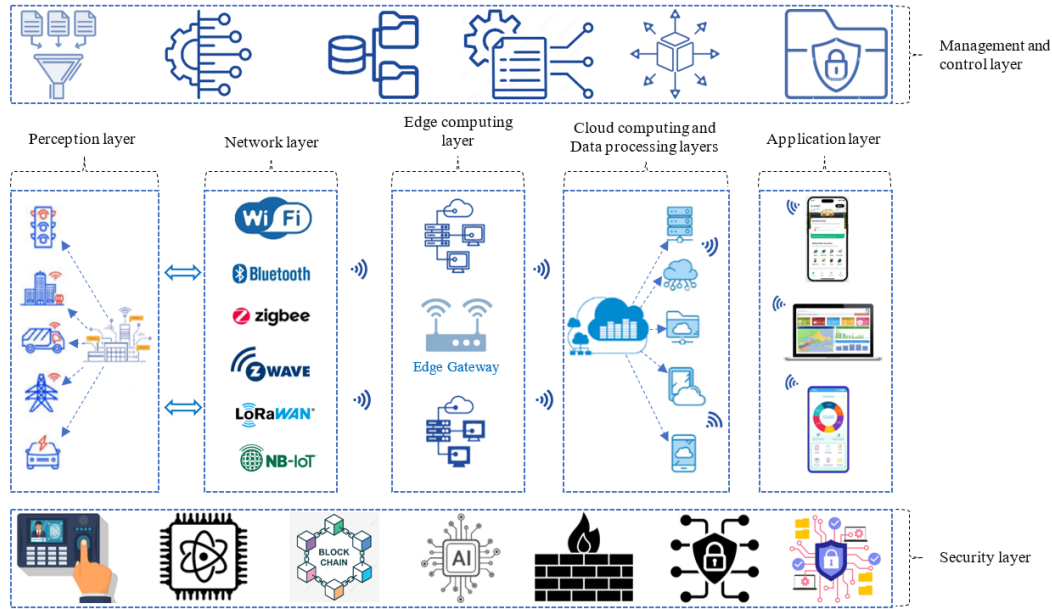 Management and
control layer
Perception layer
Network layer
Edge computing
layer
Cloud computing and
Data processing layers
Application layer
Wi Fi
Bluetooth
zigbee
Z WAVE
LoRaWAN
NB-IoT
Edge Gateway
BLOCK
CHAIN
AI
Security layer